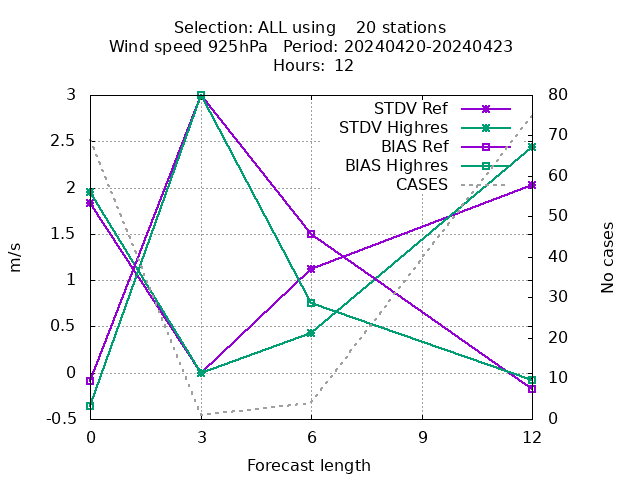 Selection: ALL using    20 stations
Wind speed 925hPa   Period: 20240420-20240423
Hours: 12
STDV Ref
STDV Highres
BIAS Ref
BIAS Highres
CASES
3
2.5
2
1.5
1
0.5
0
-0.5
m/s
80
70
60
50
40
30
20
10
0
No cases
0 3 6 9 12
Forecast length